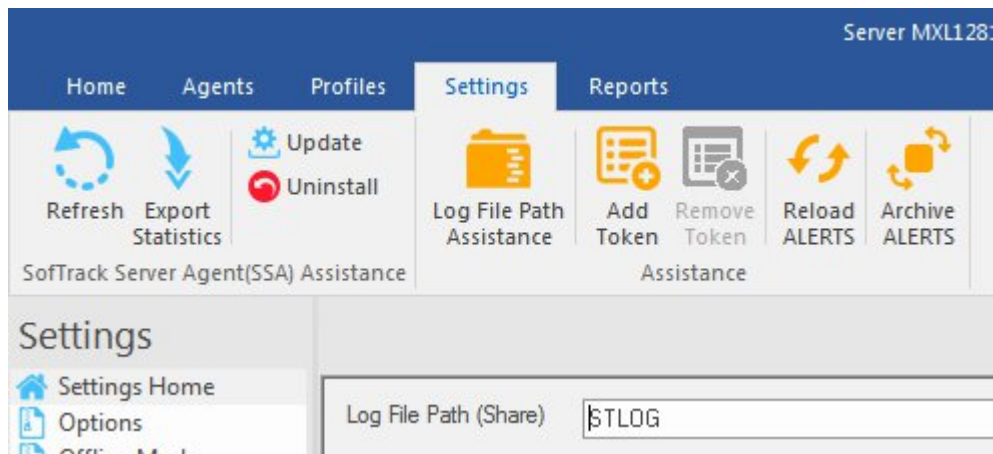 Server MXL1281
Home Agents Profiles Settings Reports
Update
Uninstall
Refresh Export Statistics
Log File Path Assistance
Add Token
Remove Token
Reload ALERTS
Archive ALERTS
SofTrack Server Agent(SSA) Assistance
Assistance
Settings
Settings Home
Options
Log File Path (Share) STLOG